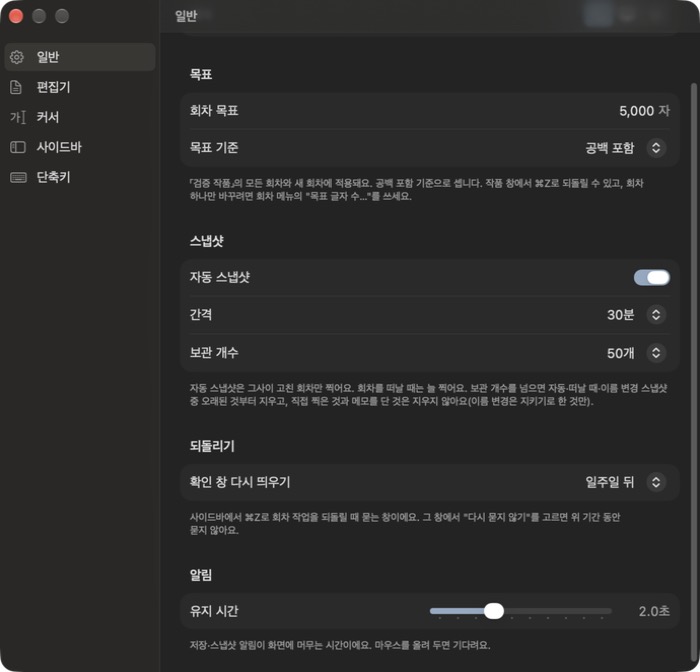 일반
일반
편집기
커서
사이드바
단축키
목표
회차 목표
5,000 자
목표 기준
공백 포함
「검증 작품」의 모든 회차와 새 회차에 적용돼요. 공백 포함 기준으로 셉니다. 작품 창에서 ⌘Z로 되돌릴 수 있고, 회차
하나만 바꾸려면 회차 메뉴의 "목표 글자 수…"를 쓰세요.
스냅샷
자동 스냅샷
간격
30분
보관 개수
50개
자동 스냅샷은 그사이 고친 회차만 찍어요. 회차를 떠날 때는 늘 찍어요. 보관 개수를 넘으면 자동·떠날 때·이름 변경 스냅샷
중 오래된 것부터 지우고, 직접 찍은 것과 메모를 단 것은 지우지 않아요(이름 변경은 지키기로 한 것만).
되돌리기
확인 창 다시 띄우기
일주일 뒤
사이드바에서 ⌘Z로 회차 작업을 되돌릴 때 묻는 창이에요. 그 창에서 "다시 묻지 않기"를 고르면 위 기간 동안
묻지 않아요.
알림
유지 시간
2.0초
저장·스냅샷 알림이 화면에 머무는 시간이에요. 마우스를 올려 두면 기다려요.